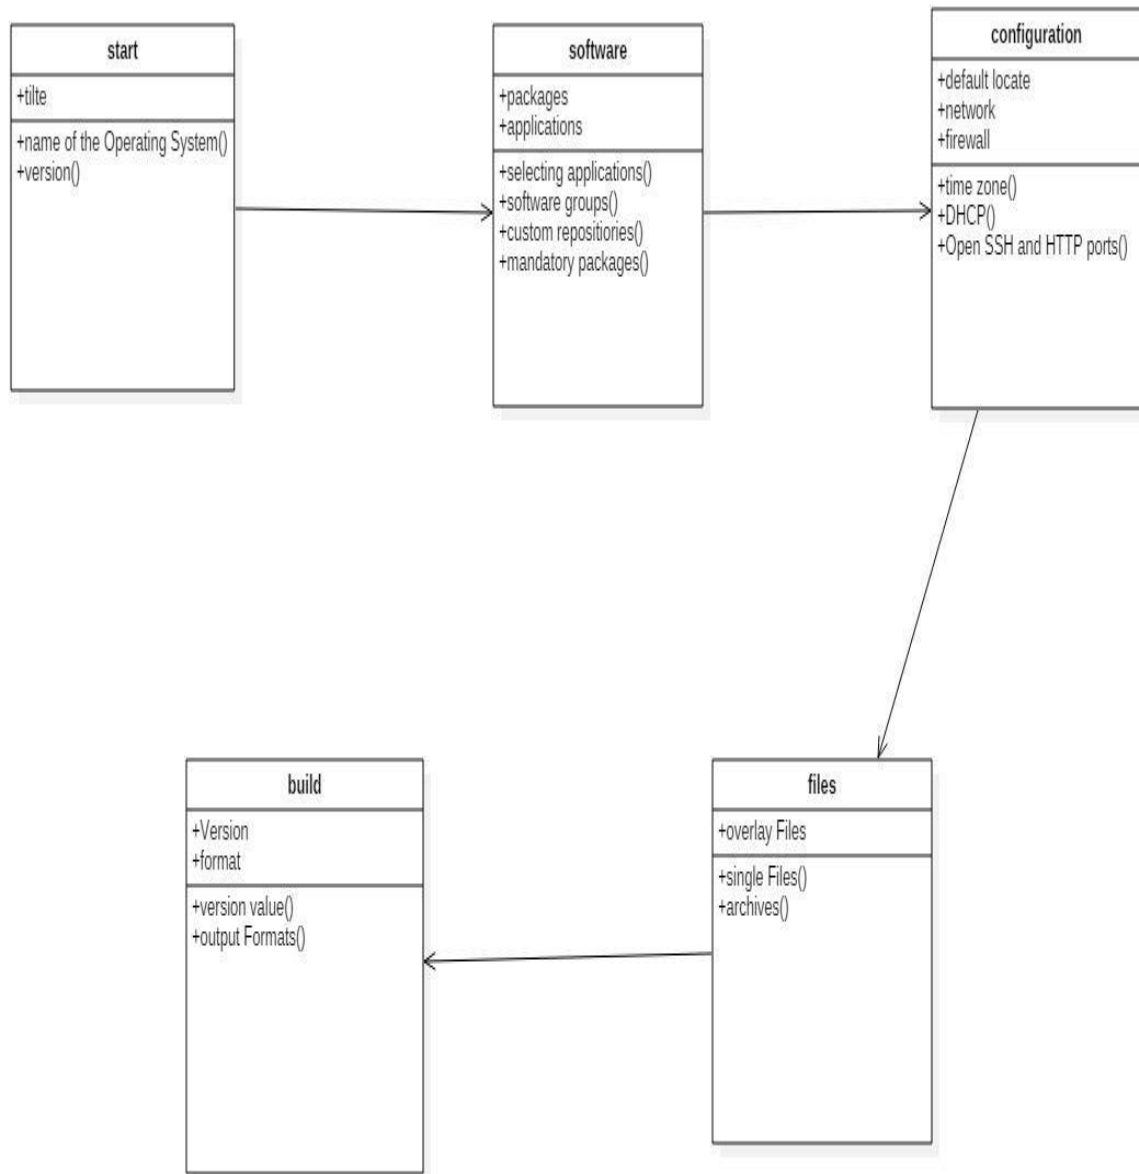 start
+tilte
+name of the Operating System()
+version()
software
+packages
+applications
+selecting applications()
+software groups()
+custom repositiories()
+mandatory packages()
configuration
+default locate
+network
+firewall
+time zone()
+DHCP()
+Open SSH and HTTP ports()
build
+Version
+format
+version value()
+output Formats()
files
+overlay Files
+single Files()
+archives()